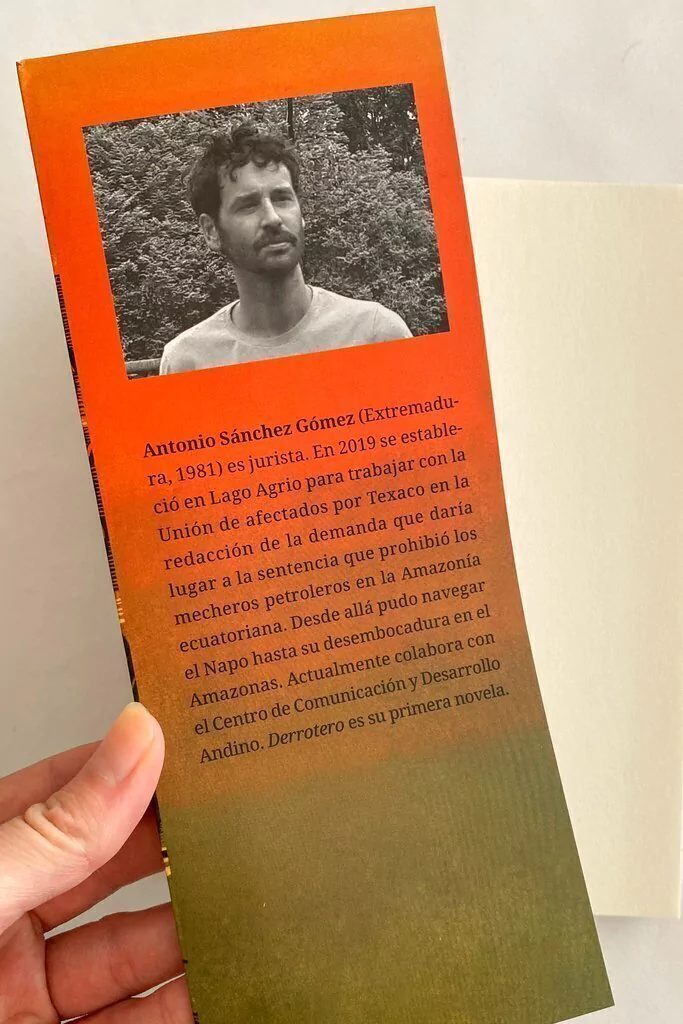 Antonio Sánchez Gómez (Extremadu-
ra, 1981) es jurista. En 2019 se estable-
ció en Lago Agrio para trabajar con la
Unión de afectados por Texaco en la
redacción de la demanda que daría
lugar a la sentencia que prohibió los
mecheros petroleros en la Amazonía
ecuatoriana. Desde allá pudo navegar
el Napo hasta su desembocadura en el
Amazonas. Actualmente colabora con
el Centro de Comunicación y Desarrollo
Andino. Derrotero es su primera novela.